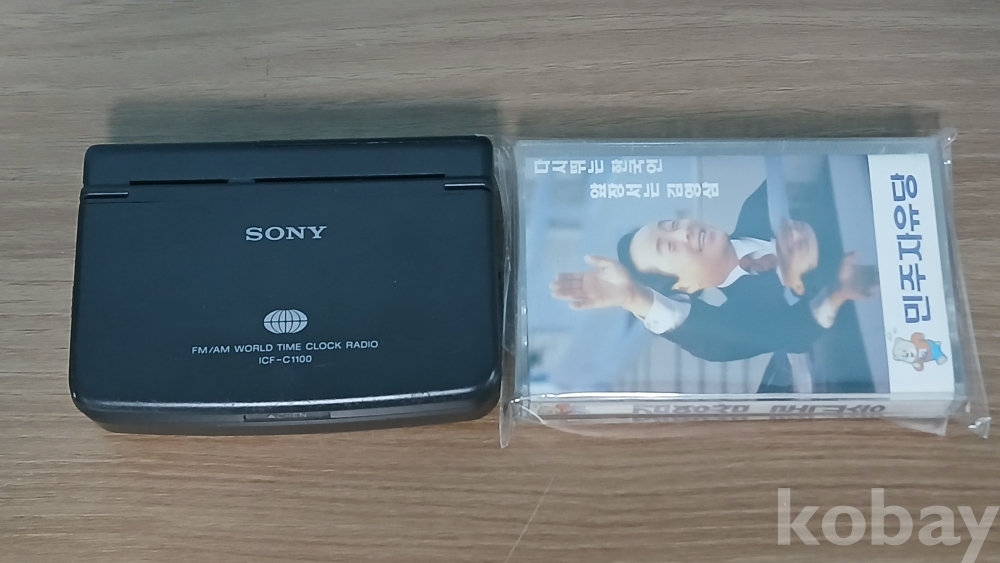 SONY
FM/AM WORLD TIME CLOCK RADIO
ICF-C1100
OPEN
다시뛰는 한국인
앞장서는 김영삼
민주자유당
kobay